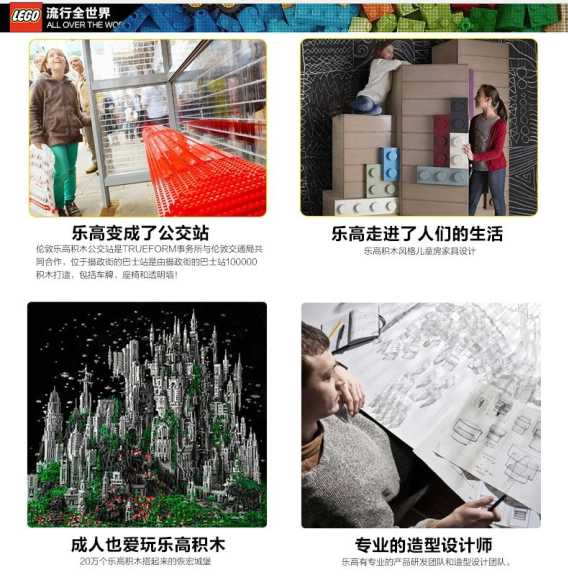 LEGO 流行全世界
ALL OVER THE WOR
乐高变成了公交站
伦敦乐高积木公交站是TRUEFORM事务所与伦敦交通局共
同合作，位于摄政街的巴士站是由摄政街的巴士站100000
积木打造，包括车牌，座椅和透明墙！
乐高走进了人们的生活
乐高积木风格儿童房家具设计
成人也爱玩乐高积木
20万个乐高积木搭起来的恢宏城堡
专业的造型设计师
乐高有专业的产品研发团队和造型设计团队。